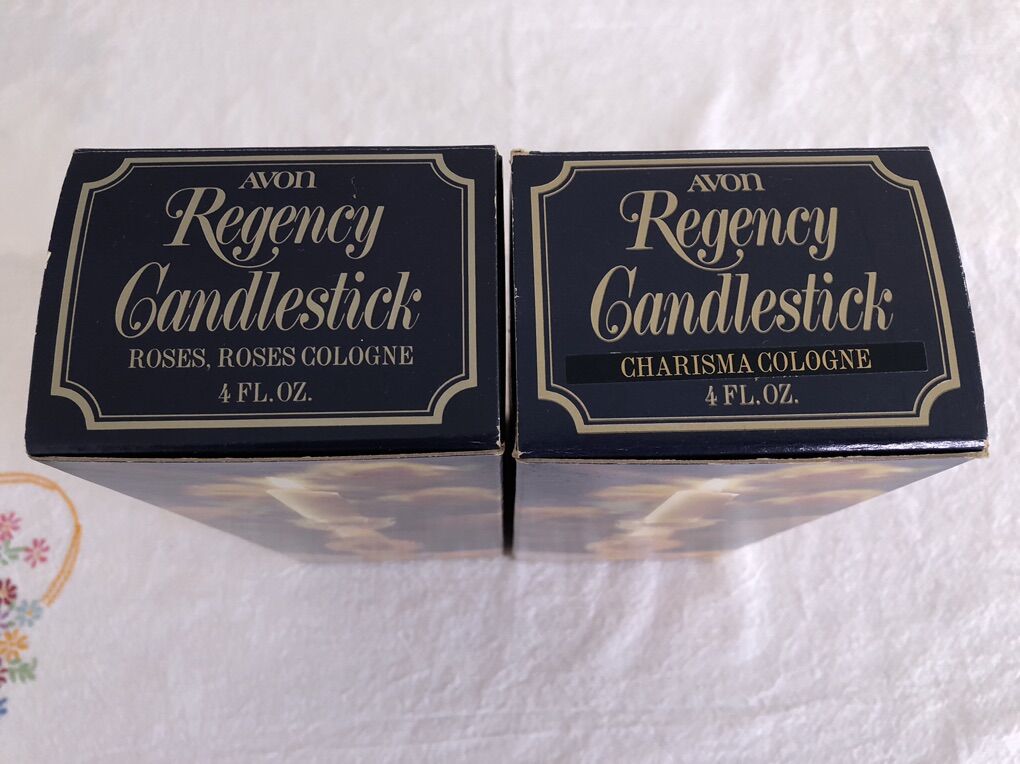 AVON
Regency
Candlestick
ROSES, ROSES COLOGNE
4 FL. OZ.
AVON
Regency
Candlestick
CHARISMA COLOGNE
4 FL. OZ.